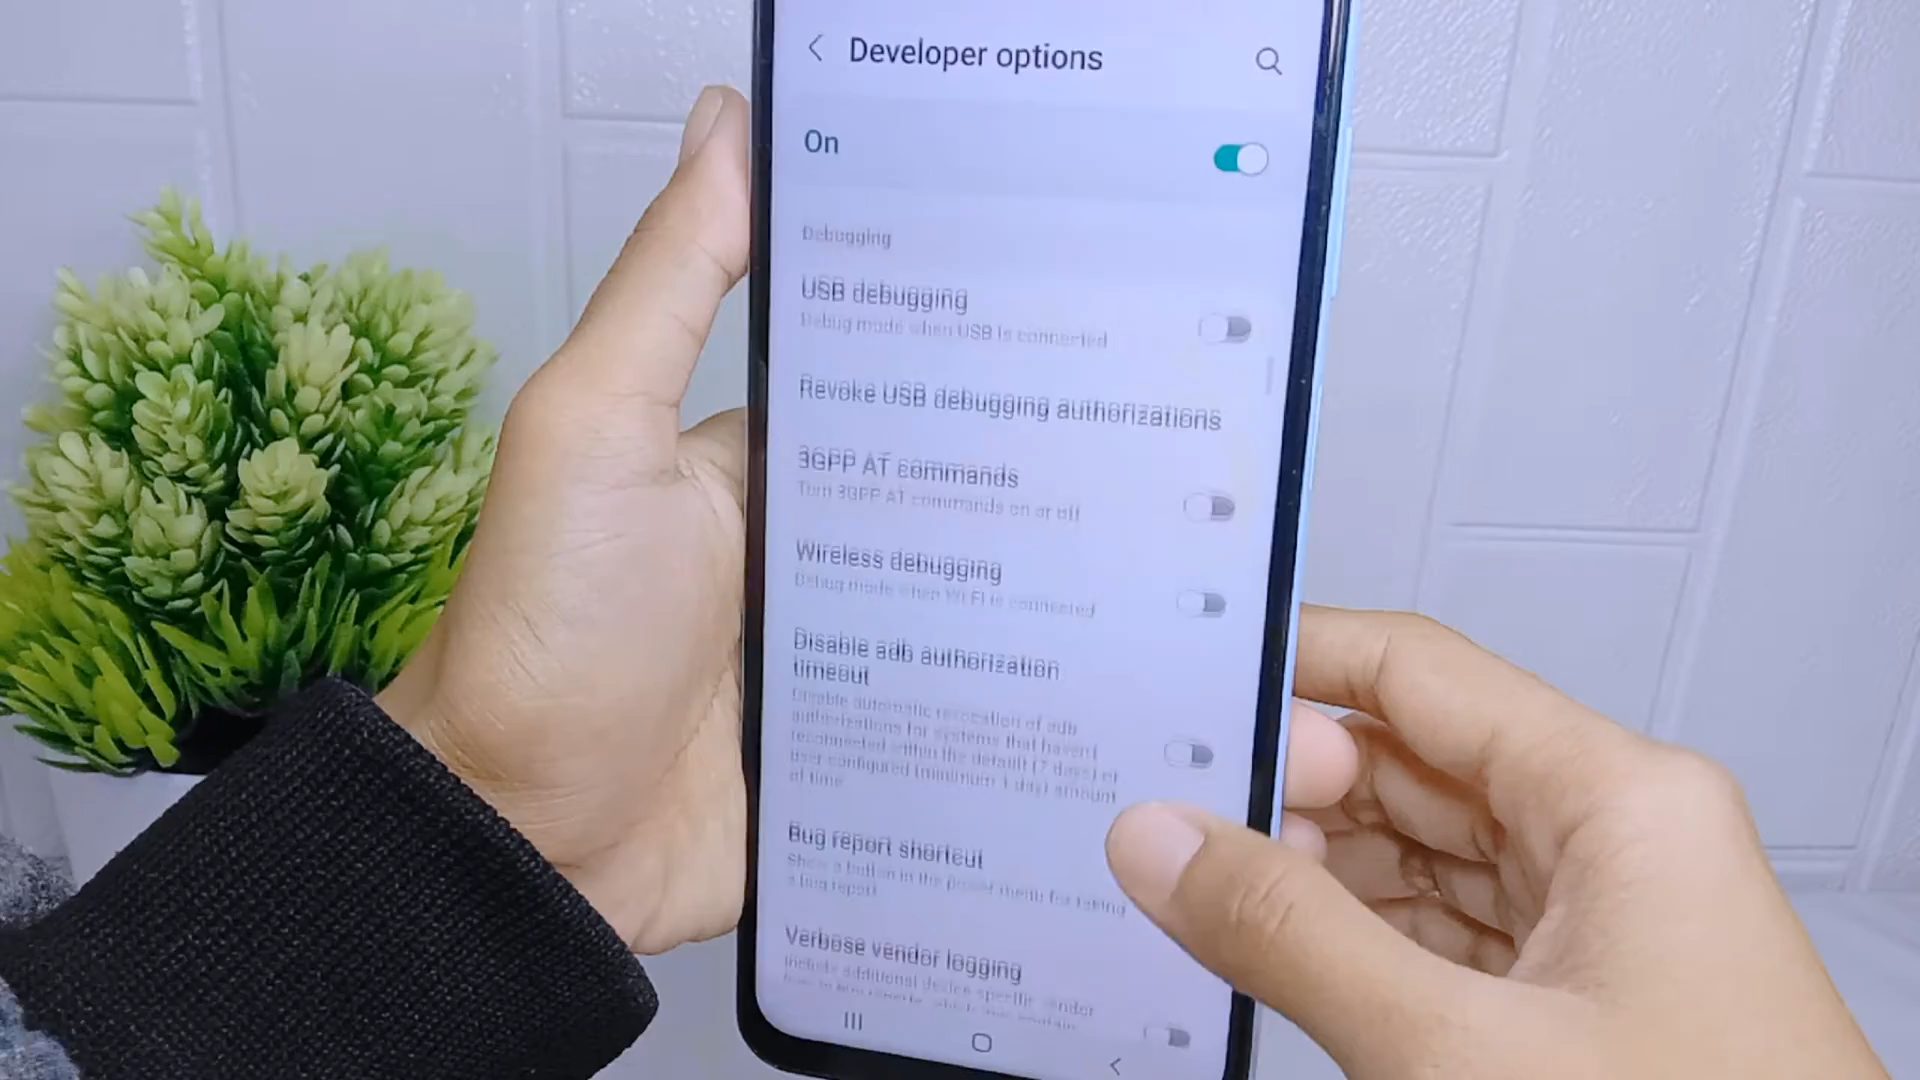 Developer options
On
Debugging
USB debugging
Debug mode when USB is connected
Revoke USB debugging authorizations
3GPP AT commands
Turn 3GPP AT commands on or off
Wireless debugging
Debug mode when Wi-Fi is connected
Disable adb authorization
timeout
Disable automatic revocation of adb
authorizations for systems that haven't
reconnected within the default (7 days) or
user-configured (minimum 1 day) amount
of time
Bug report shortcut
Show a button in the power menu for taking
a bug report
Verbose vendor logging
Include additional device-specific vendor